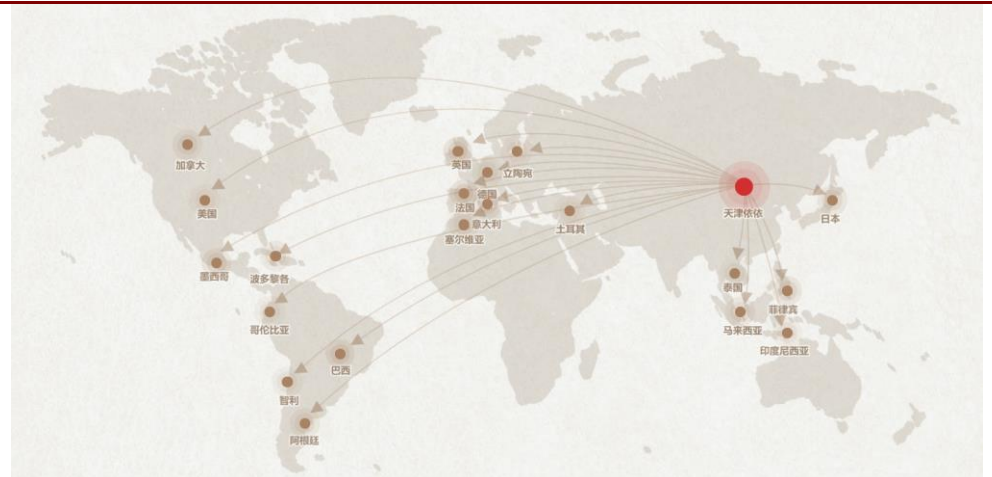 加拿大
英国
立陶宛
美国
德国
法国
天津依依
日本
意大利
土耳其
塞尔维亚
墨西哥
波多黎各
泰国
菲律宾
哥伦比亚
马来西亚
印度尼西亚
巴西
智利
阿根廷